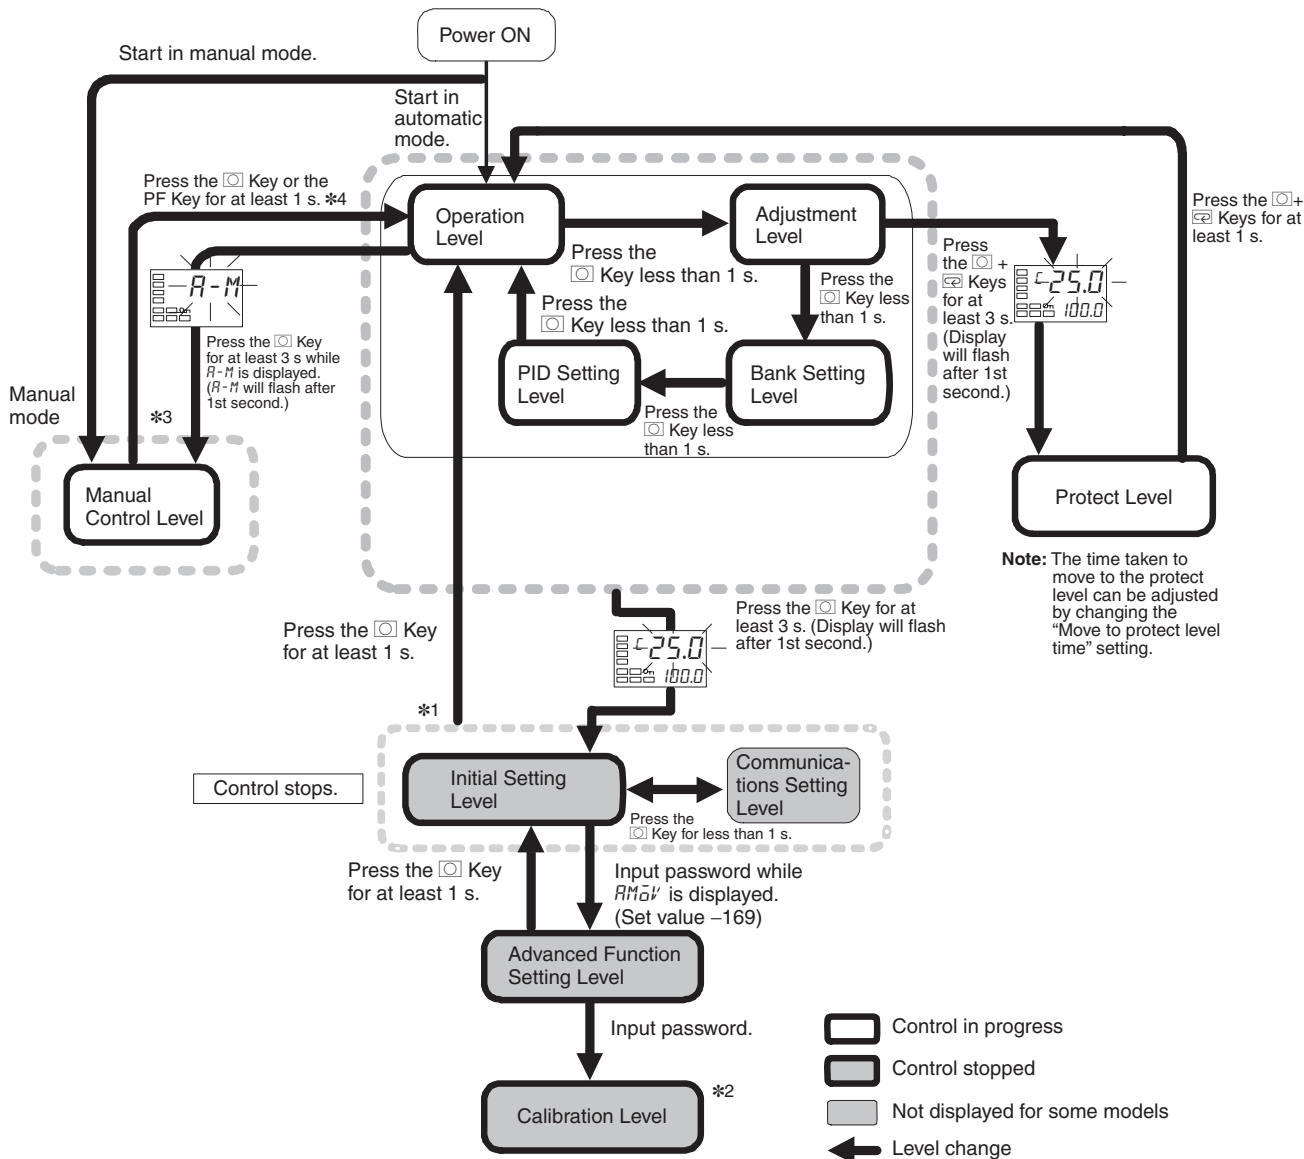 Power ON
Start in manual mode.
Start in
automatic
mode.
Press the Key or the
PF Key for at least 1 s. ✱4
Operation
Level
Adjustment
Level
Press the
Key less than 1 s.
Press the
Key less than 1 s.
Press the
Key less
than 1 s.
PID Setting
Level
Bank Setting
Level
Press the
Key less
than 1 s.
A-M
Press the Key
for at least 3 s while
A-M is displayed.
(A-M will flash after
1st second.)
✱3
Manual
mode
Manual
Control Level
Press
the +
Keys
for at
least 3 s.
(Display
will flash
after 1st
second.)
C 25.0
100.0
Press the +
Keys for at
least 1 s.
Protect Level
Note: The time taken to
move to the protect
level can be adjusted
by changing the
“Move to protect level
time” setting.
Press the Key for at
least 3 s. (Display will flash
after 1st second.)
C 25.0
100.0
Press the Key
for at least 1 s.
✱1
Control stops.
Initial Setting
Level
Communica-
tions Setting
Level
Press the
Key for less than 1 s.
Press the Key
for at least 1 s.
Input password while
AMOV is displayed.
(Set value –169)
Advanced Function
Setting Level
Input password.
Calibration Level
✱2
Control in progress
Control stopped
Not displayed for some models
Level change